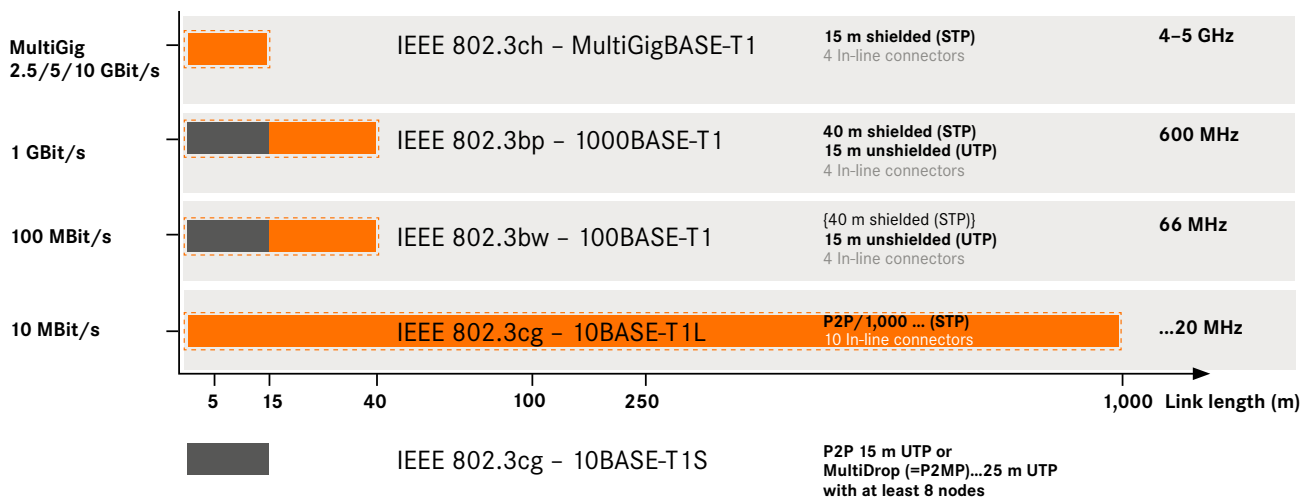 MultiGig
2.5/5/10 GBit/s
IEEE 802.3ch – MultiGigBASE-T1
15 m shielded (STP)
4 In-line connectors
4–5 GHz
1 GBit/s
IEEE 802.3bp – 1000BASE-T1
40 m shielded (STP)
15 m unshielded (UTP)
4 In-line connectors
600 MHz
100 MBit/s
IEEE 802.3bw – 100BASE-T1
{40 m shielded (STP)}
15 m unshielded (UTP)
4 In-line connectors
66 MHz
10 MBit/s
IEEE 802.3cg – 10BASE-T1L
P2P/1,000 ... (STP)
10 In-line connectors
...20 MHz
5 15 40 100 250 1,000 Link length (m)
IEEE 802.3cg – 10BASE-T1S
P2P 15 m UTP or
MultiDrop (=P2MP)...25 m UTP
with at least 8 nodes